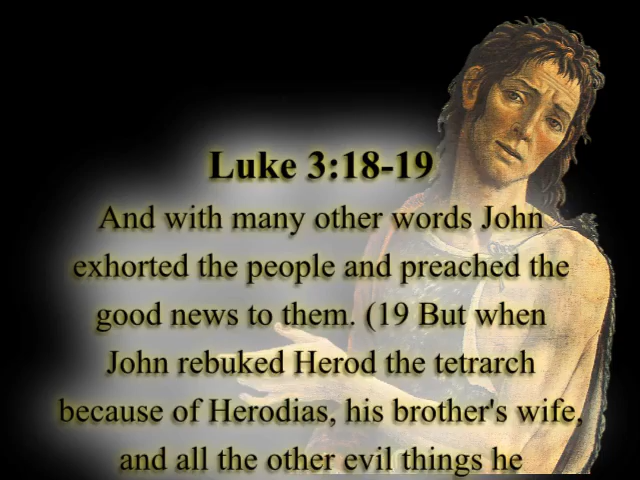 Luke 3:18-19
And with many other words John
exhorted the people and preached the
good news to them. (19 But when
John rebuked Herod the tetrarch
because of Herodias, his brother's wife,
and all the other evil things he